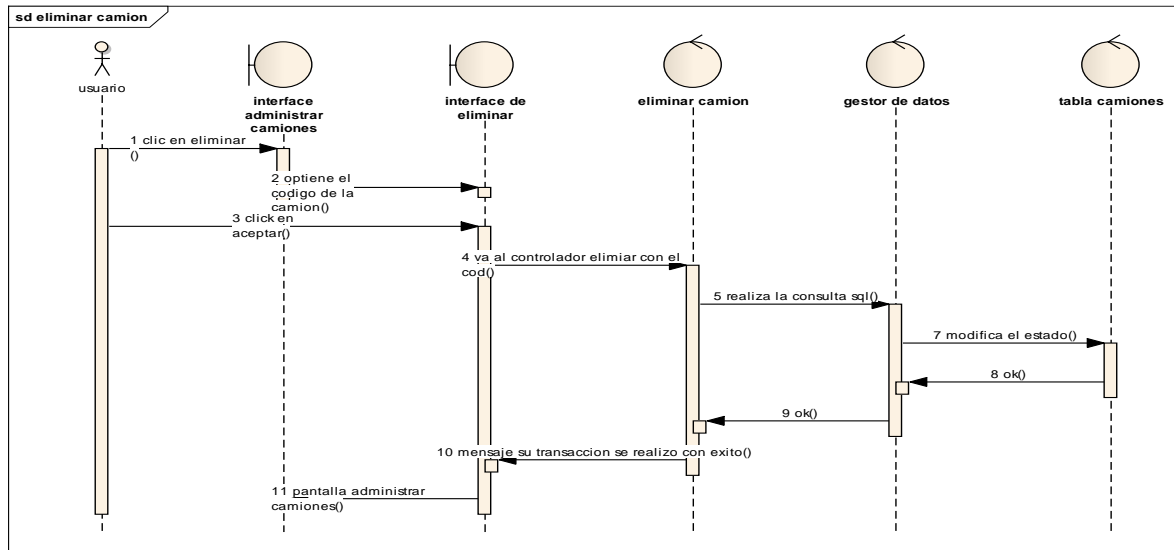 sd eliminar camion
usuario
interface
administrar
camiones
interface de
eliminar
eliminar camion
gestor de datos
tabla camiones
1 clic en eliminar
()
2 optiene el
codigo de la
camion()
3 click en
aceptar()
4 va al controlador elimiar con el
cod()
5 realiza la consulta sql()
7 modifica el estado()
8 ok()
9 ok()
10 mensaje su transaccion se realizo con exito()
11 pantalla administrar
camiones()